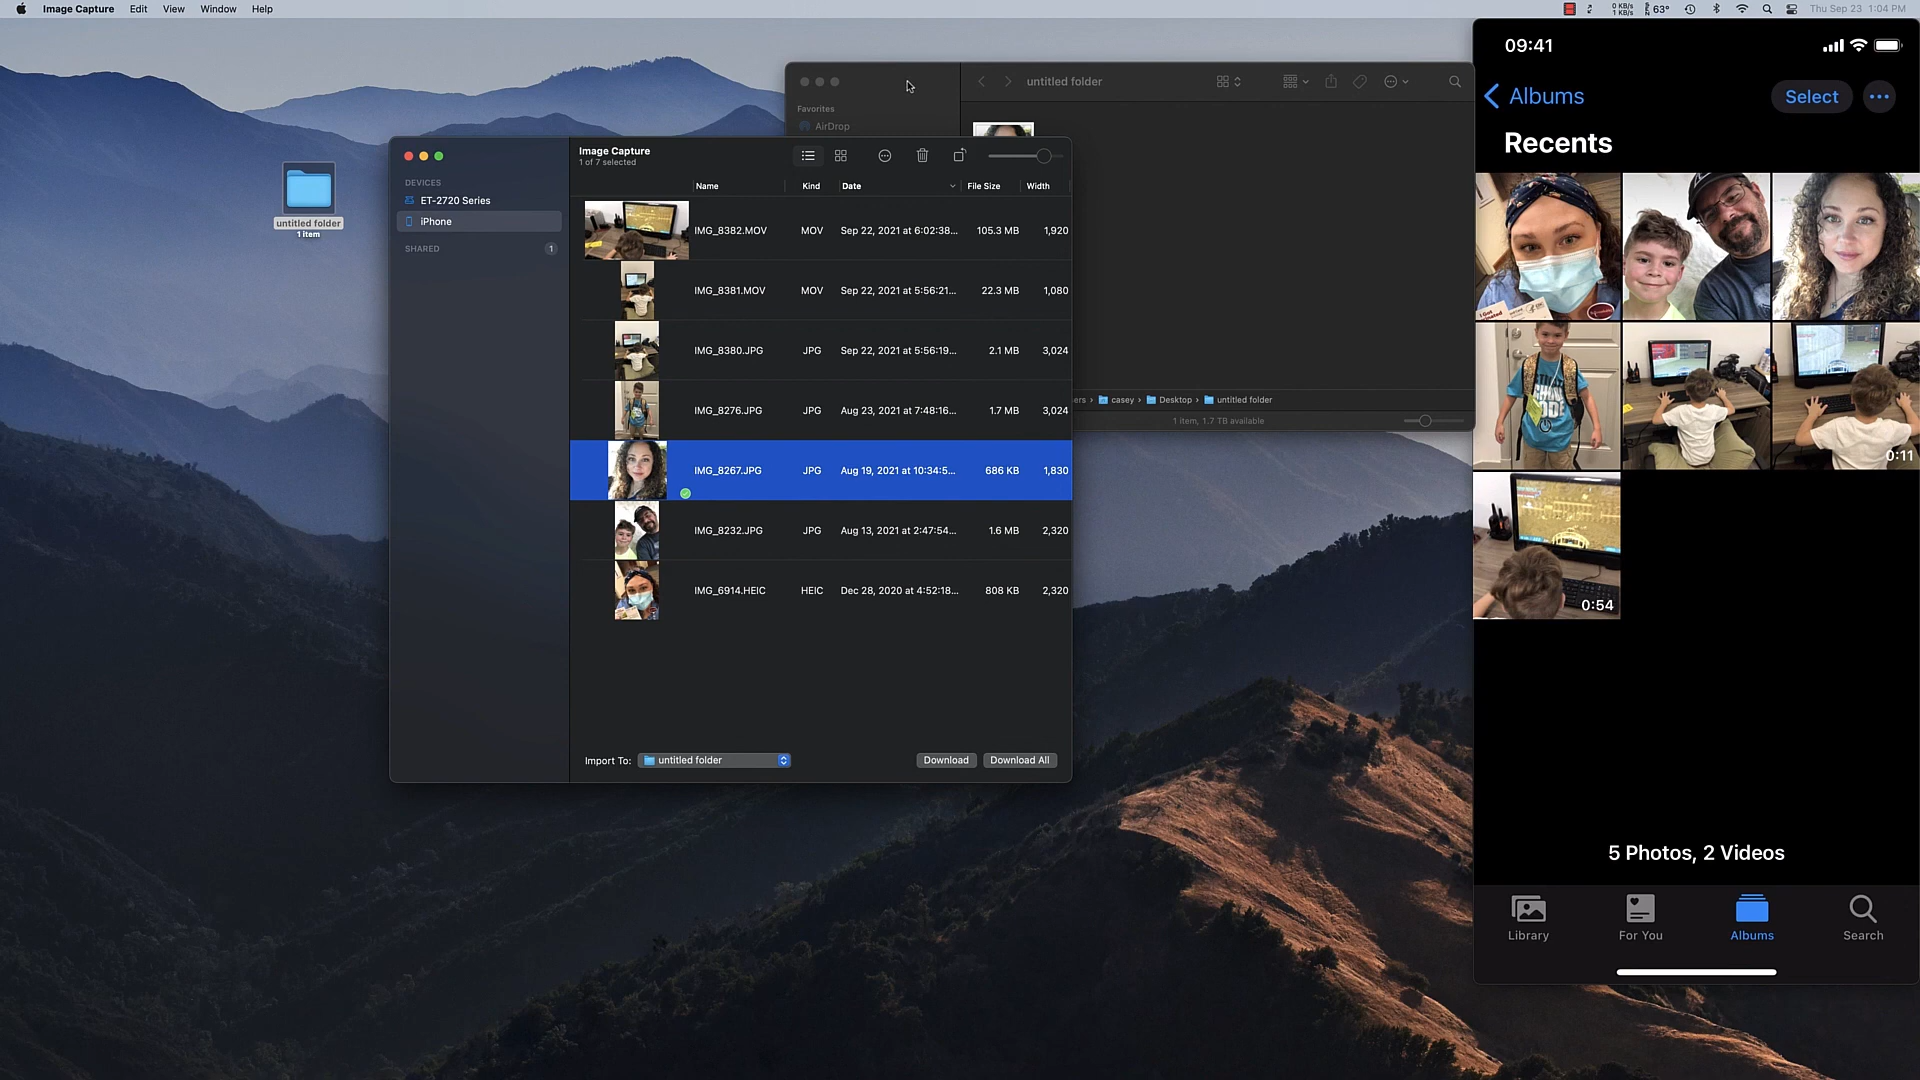 Image Capture Edit View Window Help
0 KB/s
1 KB/s
63°
Thu Sep 23 1:04 PM
untitled folder
1 item
Favorites
AirDrop
untitled folder
ers › casey › Desktop › untitled folder
1 item, 1.7 TB available
DEVICES
ET-2720 Series
iPhone
SHARED 1
Image Capture
1 of 7 selected
Name Kind Date File Size Width
IMG_8382.MOV MOV Sep 22, 2021 at 6:02:38... 105.3 MB 1,920
IMG_8381.MOV MOV Sep 22, 2021 at 5:56:21... 22.3 MB 1,080
IMG_8380.JPG JPG Sep 22, 2021 at 5:56:19... 2.1 MB 3,024
IMG_8276.JPG JPG Aug 23, 2021 at 7:48:16... 1.7 MB 3,024
IMG_8267.JPG JPG Aug 19, 2021 at 10:34:5... 686 KB 1,830
IMG_8232.JPG JPG Aug 13, 2021 at 2:47:54... 1.6 MB 2,320
IMG_6914.HEIC HEIC Dec 28, 2020 at 4:52:18... 808 KB 2,320
Import To: untitled folder Download Download All
09:41
Albums Select
Recents
0:11
0:54
5 Photos, 2 Videos
Library For You Albums Search